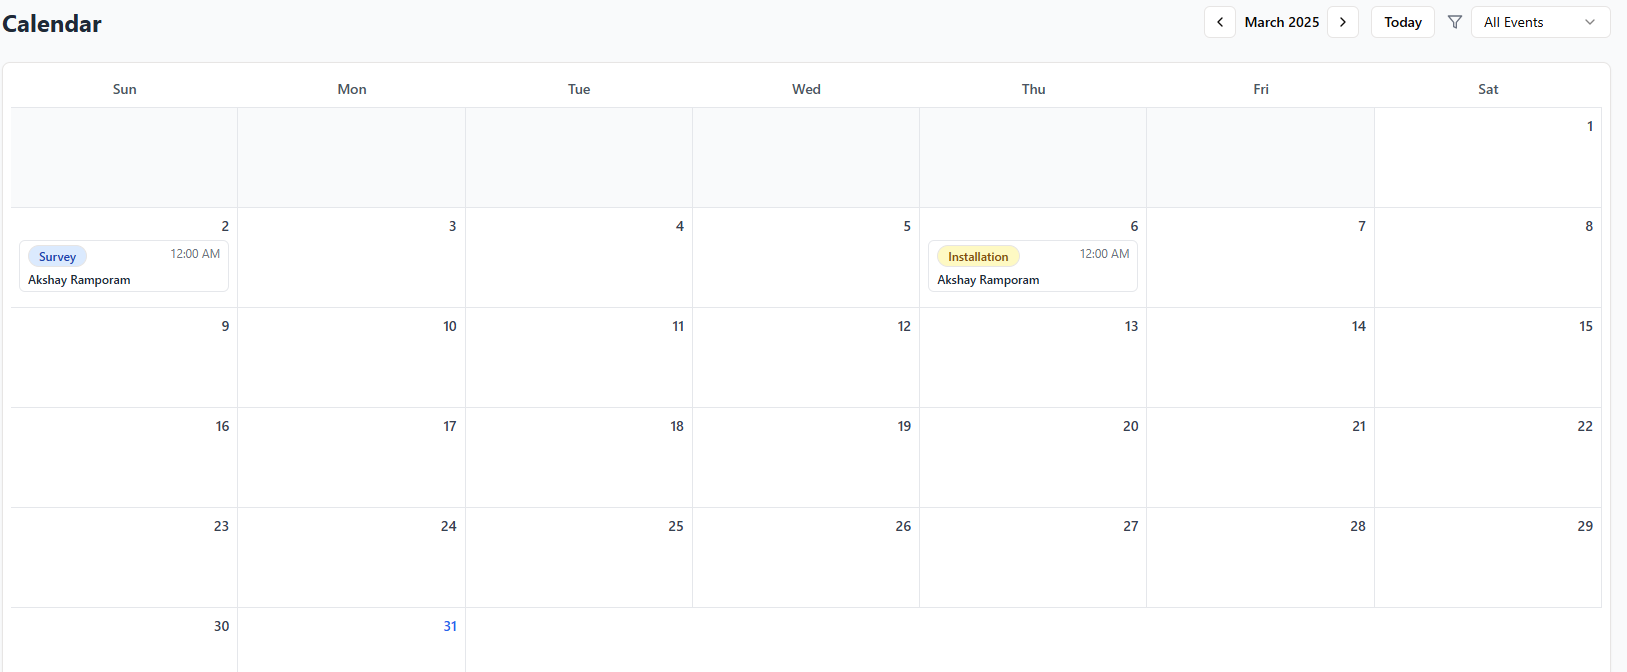 Calendar
March 2025 Today All Events
Sun Mon Tue Wed Thu Fri Sat
1
2 3 4 5 6 7 8
Survey 12:00 AM Installation 12:00 AM
Akshay Ramporam Akshay Ramporam
9 10 11 12 13 14 15
16 17 18 19 20 21 22
23 24 25 26 27 28 29
30 31